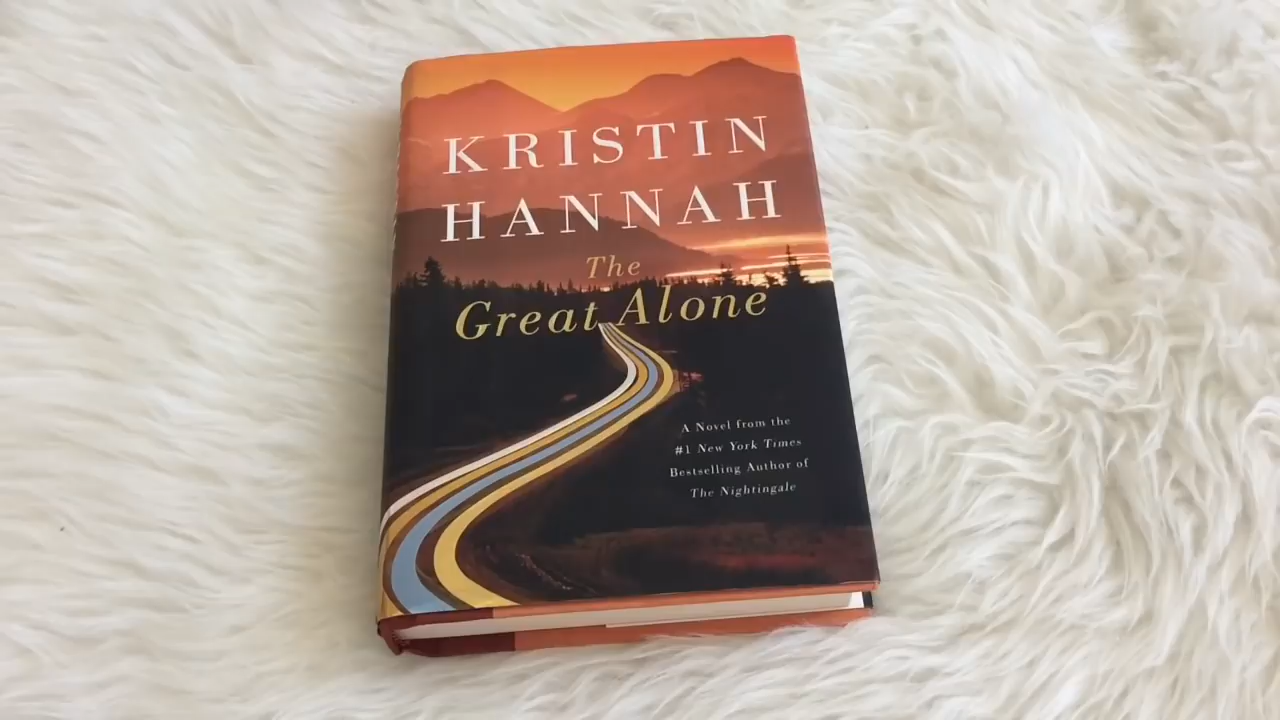 KRISTIN
HANNAH
The
Great Alone
A Novel from the
#1 New York Times
Bestselling Author of
The Nightingale